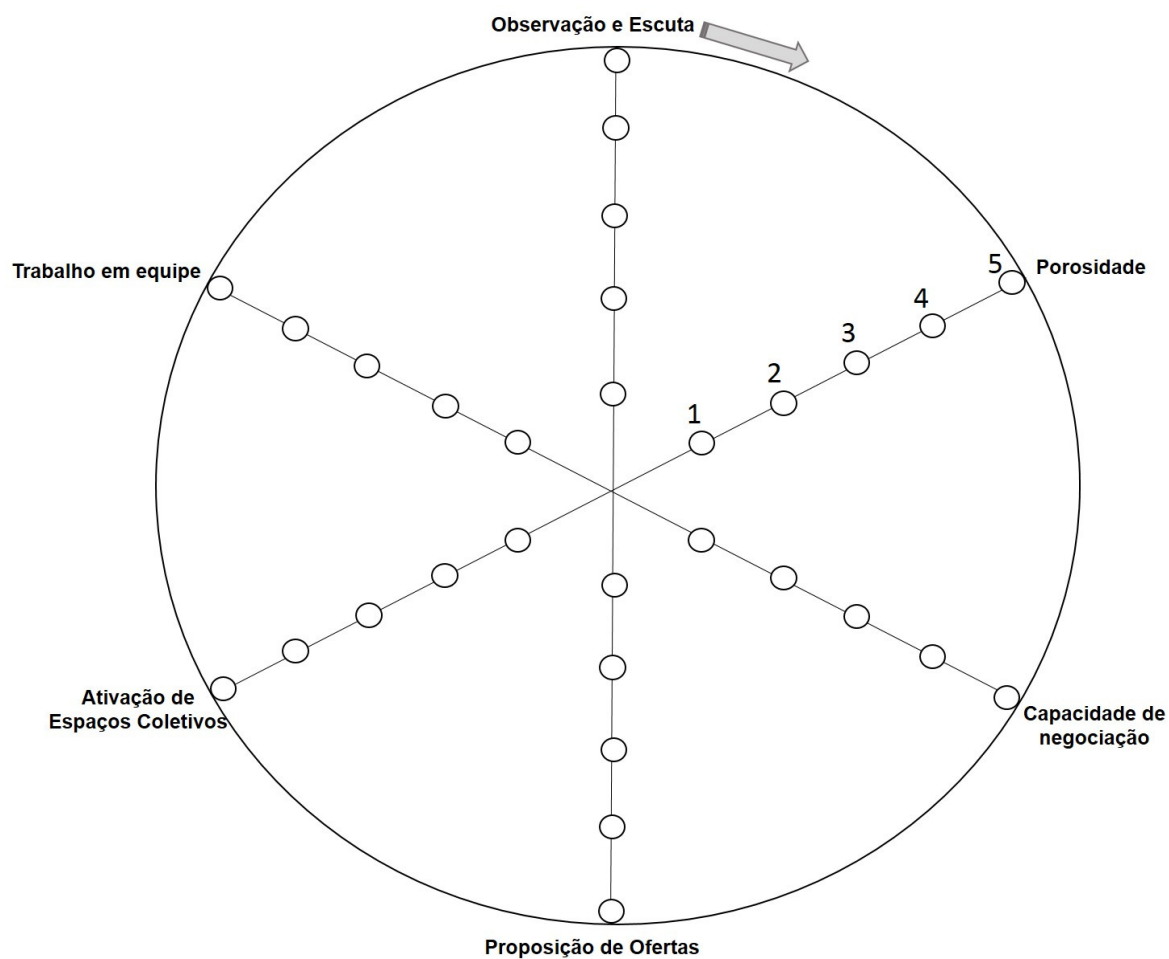 Observação e Escuta
Trabalho em equipe
5
Porosidade
4
3
2
1
Ativação de
Espaços Coletivos
Capacidade de
negociação
Proposição de Ofertas